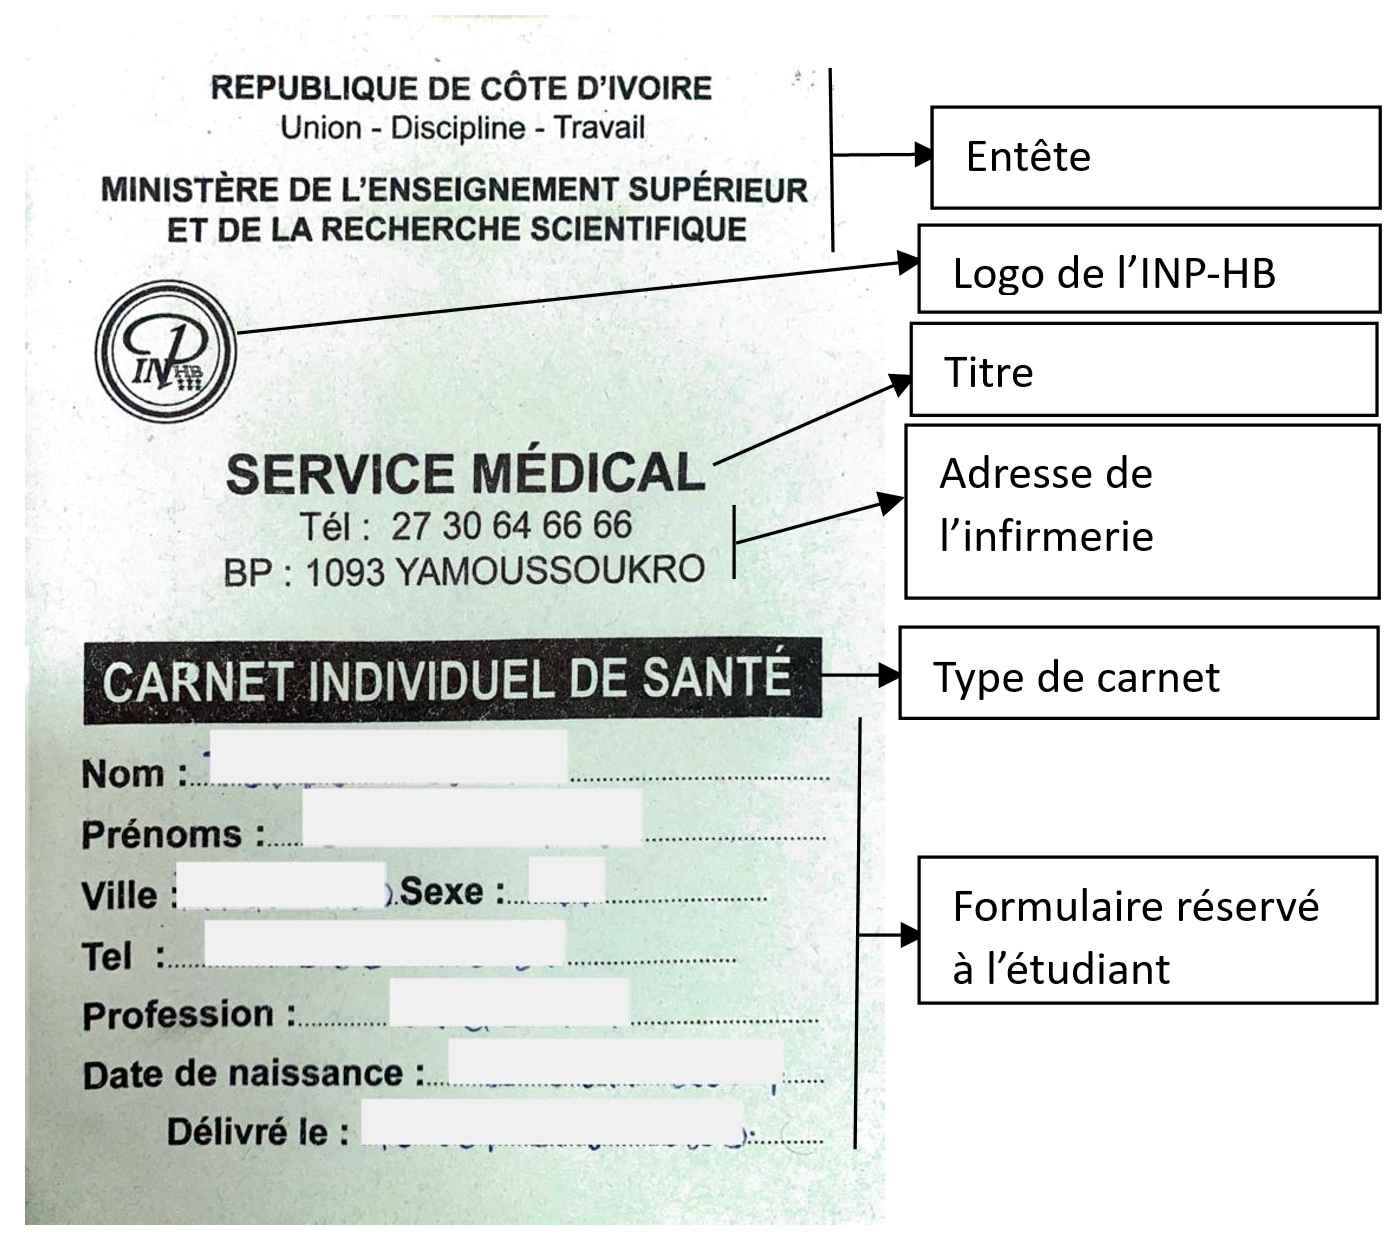 REPUBLIQUE DE CÔTE D'IVOIRE
Union - Discipline - Travail
MINISTÈRE DE L'ENSEIGNEMENT SUPÉRIEUR
ET DE LA RECHERCHE SCIENTIFIQUE
Entête
Logo de l'INP-HB
INP HB
Titre
SERVICE MÉDICAL
Tél : 27 30 64 66 66
BP : 1093 YAMOUSSOUKRO
Adresse de
l'infirmerie
CARNET INDIVIDUEL DE SANTÉ
Type de carnet
Nom :
Prénoms :
Ville : Sexe :
Tel :
Profession :
Date de naissance :
Délivré le :
Formulaire réservé
à l'étudiant